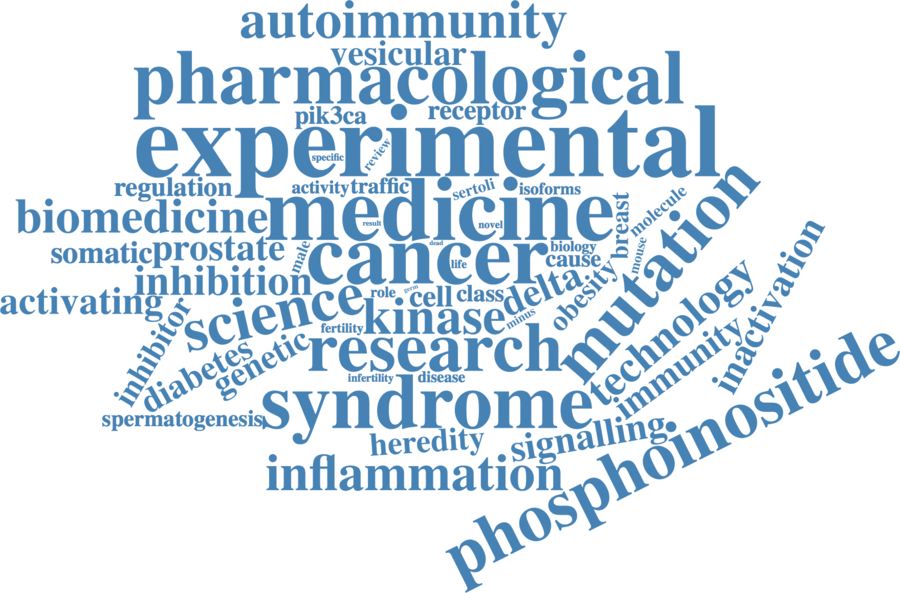 autoimmunity
vesicular
pharmacological
pik3ca
receptor
experimental
specific
review
regulation
activity
traffic
sertoli
isoforms
biomedicine
medicine
result
novel
breast
molecule
mutation
somatic
prostate
male
cancer
dead
life
biology
cause
mouse
inhibition
activating
science
role
germ
cell
class
delta
obesity
inactivation
inhibitor
fertility
kinase
minus
technology
diabetes
genetic
research
immunity
infertility
disease
spermatogenesis
syndrome
heredity
signalling
phosphoinositide
inflammation